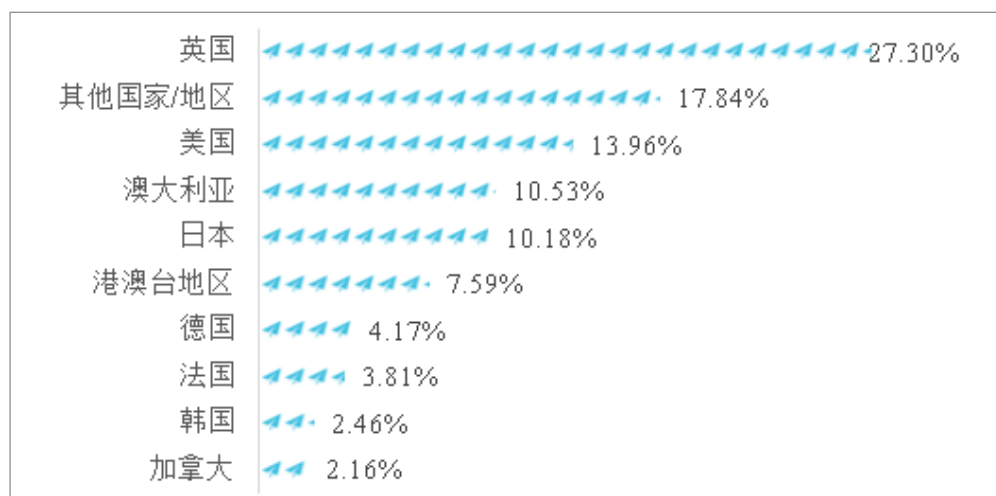 英国 27.30%
其他国家/地区 17.84%
美国 13.96%
澳大利亚 10.53%
日本 10.18%
港澳台地区 7.59%
德国 4.17%
法国 3.81%
韩国 2.46%
加拿大 2.16%